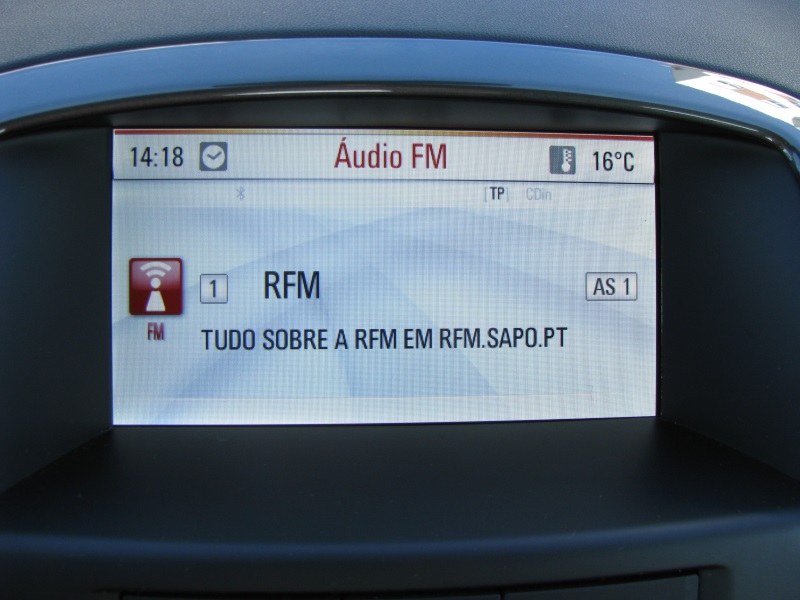 14:18 Áudio FM 16°C
[TP] CDin
1 RFM AS 1
FM
TUDO SOBRE A RFM EM RFM.SAPO.PT